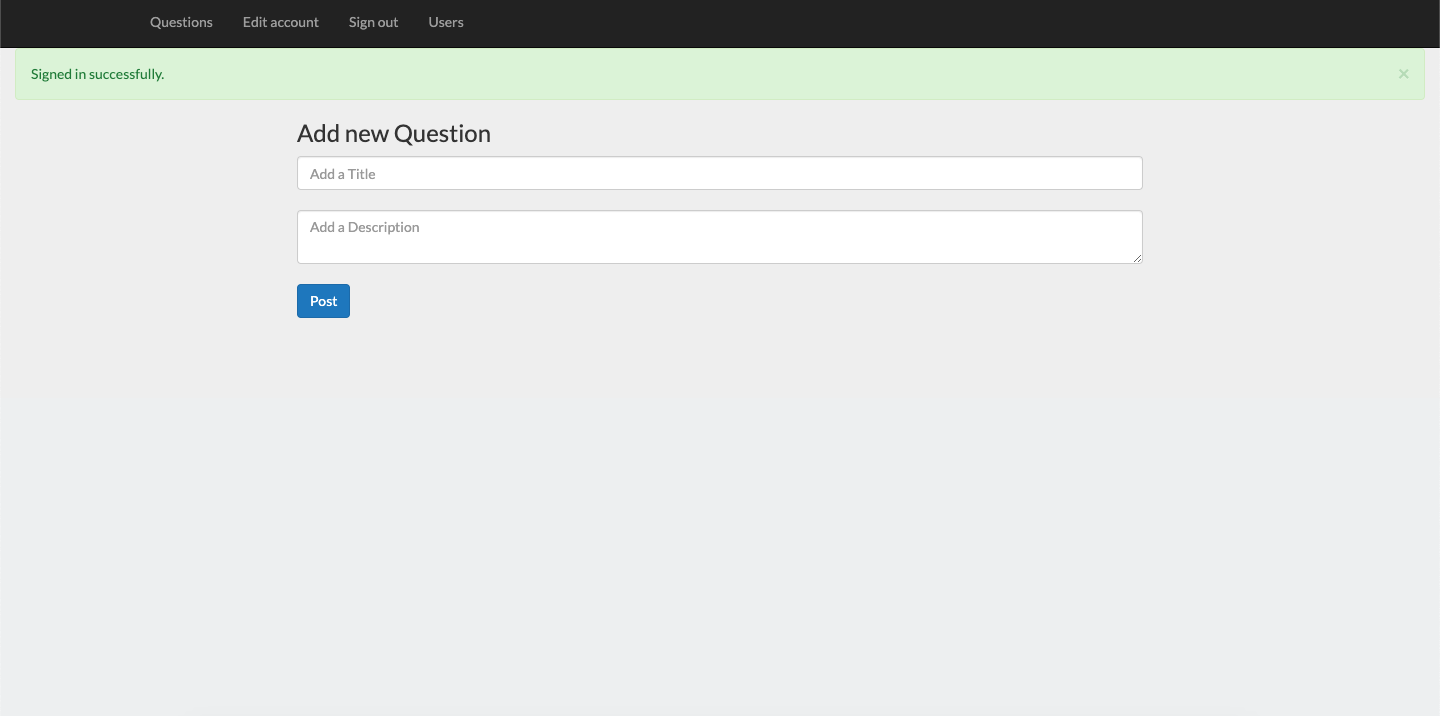 Questions Edit account Sign out Users
Signed in successfully. ×
Add new Question
Add a Title
Add a Description
Post